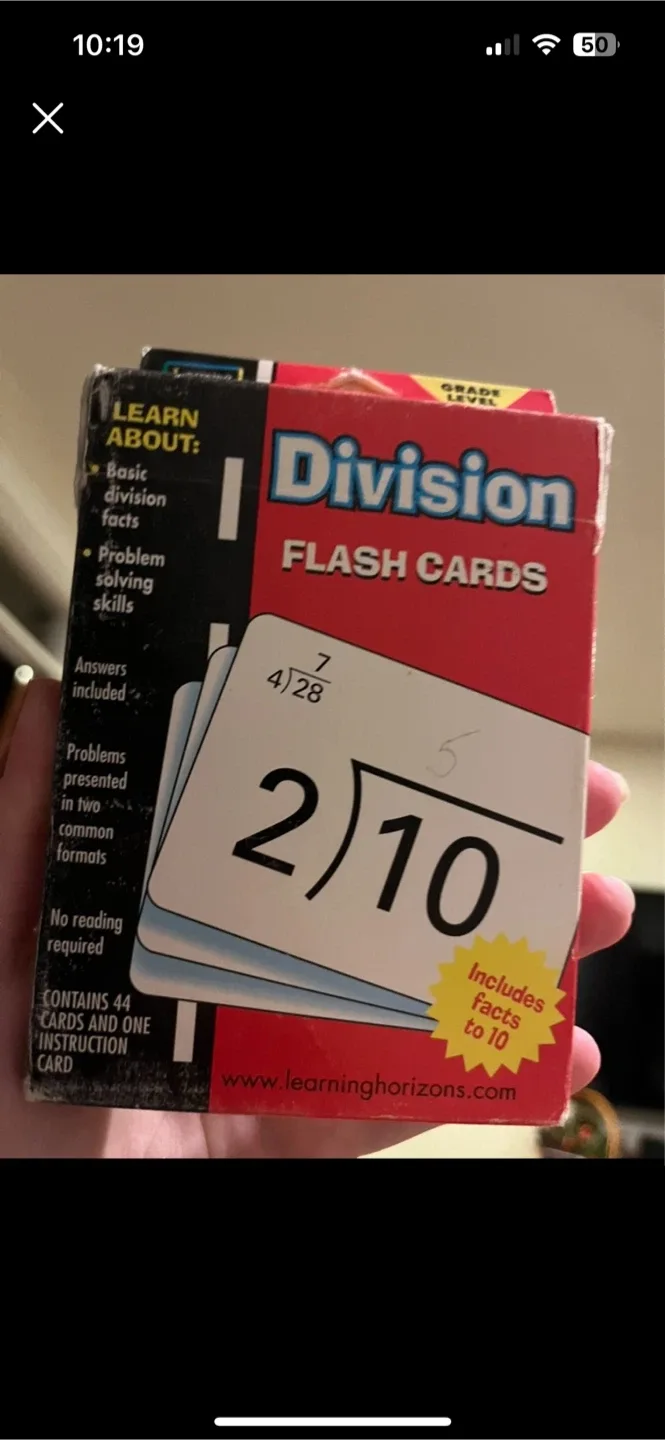 10:19
50
GRADE
LEVEL
LEARN
ABOUT:
• Basic
division
facts
• Problem
solving
skills
Answers
included
Problems
presented
in two
common
formats
No reading
required
CONTAINS 44
CARDS AND ONE
INSTRUCTION
CARD
Division
FLASH CARDS
7
4)28
5
2)10
Includes
facts
to 10
www.learninghorizons.com